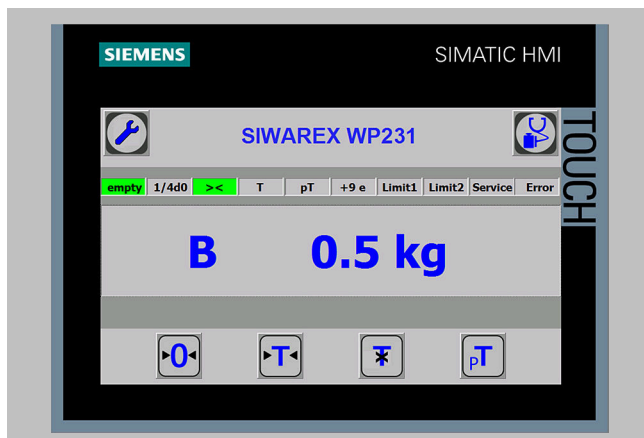 SIEMENS SIMATIC HMI
SIWAREX WP231
TOUCH
empty 1/4d0 >< T pT +9 e Limit1 Limit2 Service Error
B 0.5 kg
▸0◂ ▸T◂ T pT